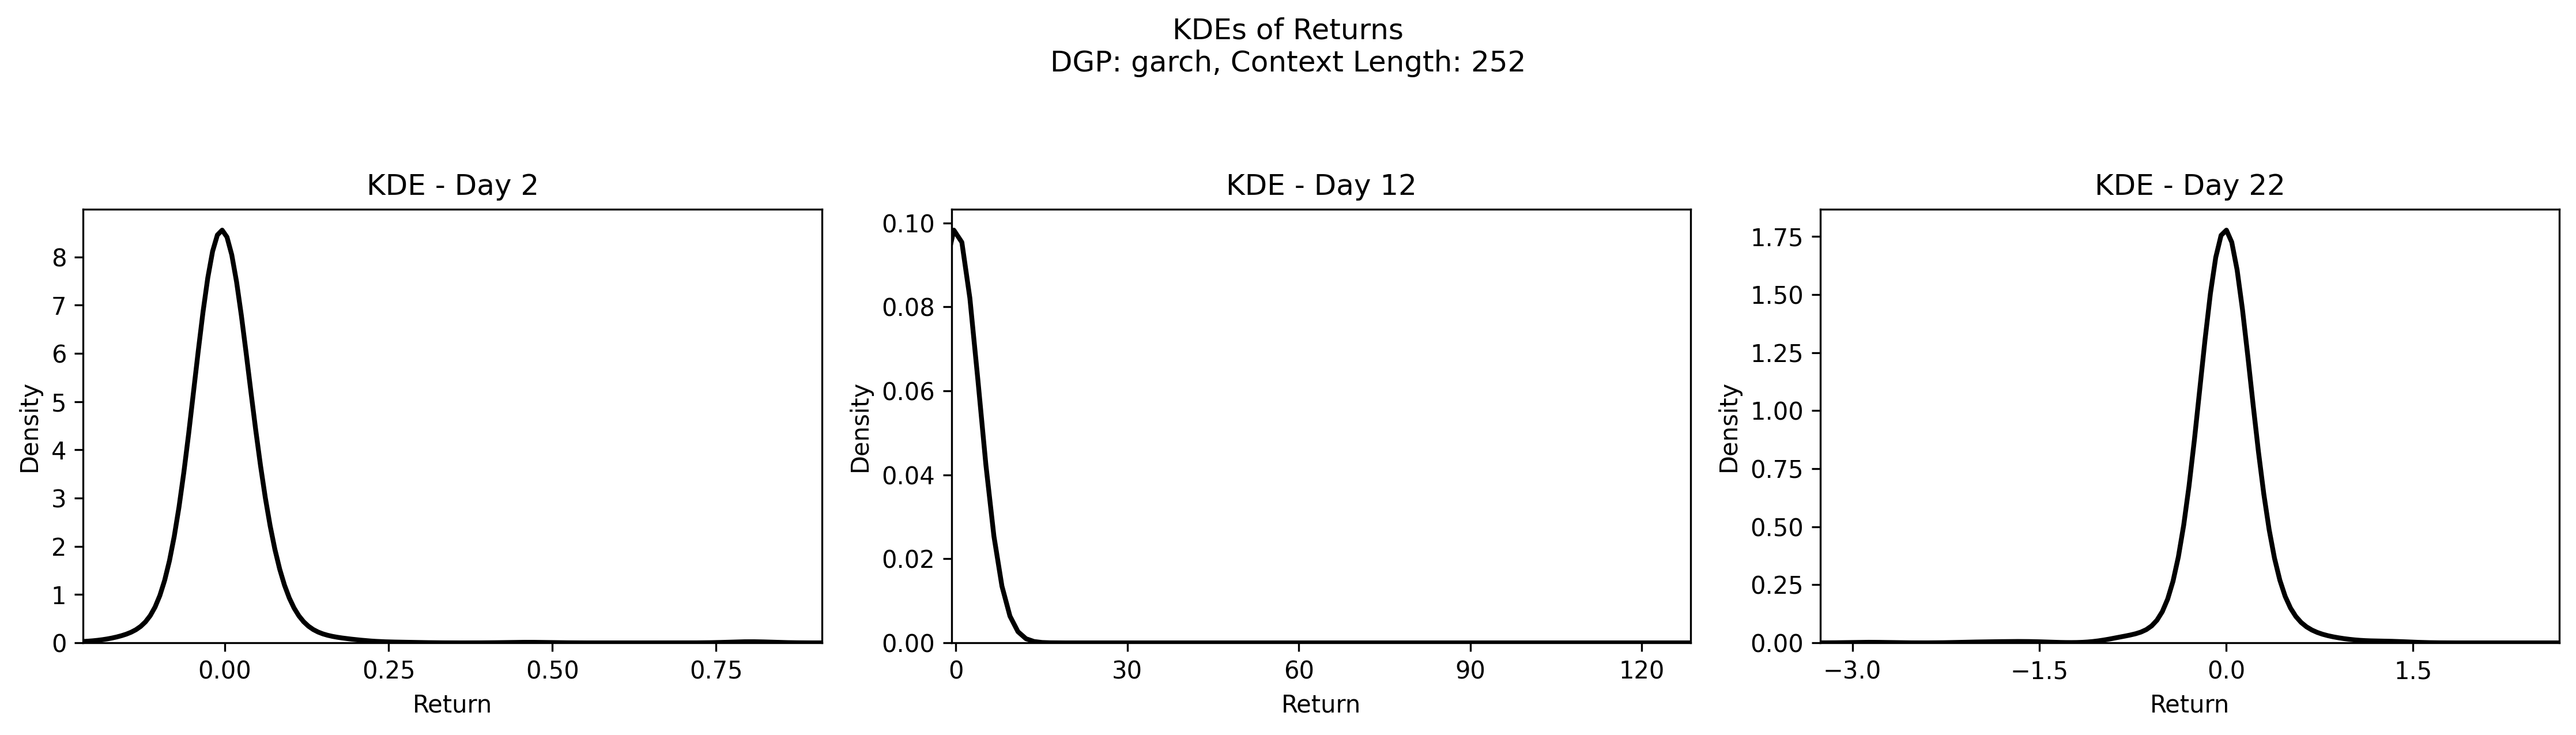 KDEs of Returns
DGP: garch, Context Length: 252
KDE - Day 2
Density
8
7
6
5
4
3
2
1
0
0.00 0.25 0.50 0.75
Return
KDE - Day 12
Density
0.10
0.08
0.06
0.04
0.02
0.00
0 30 60 90 120
Return
KDE - Day 22
Density
1.75
1.50
1.25
1.00
0.75
0.50
0.25
0.00
−3.0 −1.5 0.0 1.5
Return